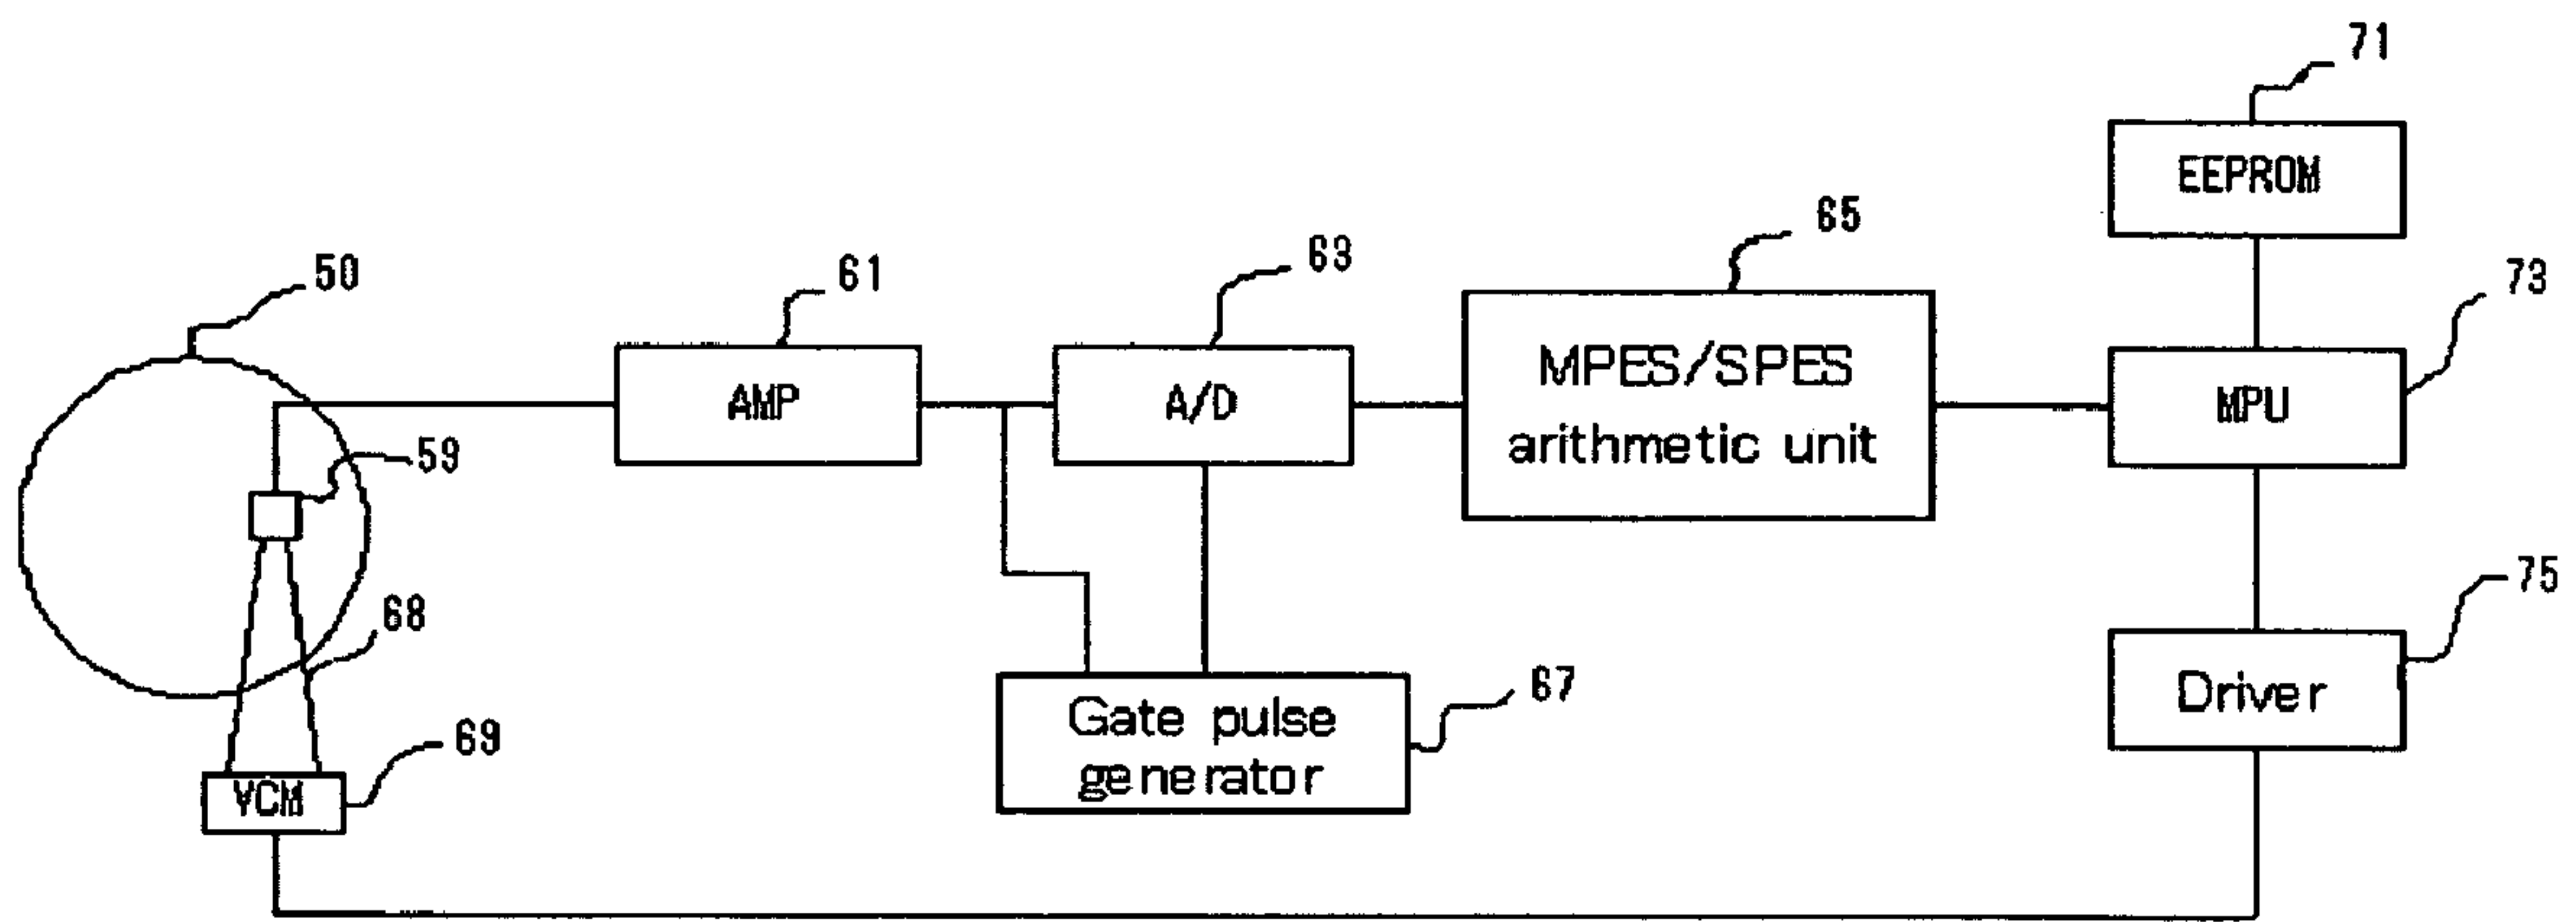 71
EEPROM
65
50
61
63
73
AMP
A/D
MPES/SPES
arithmetic unit
MPU
59
68
75
67
Gate pulse
generator
Driver
69
VCM